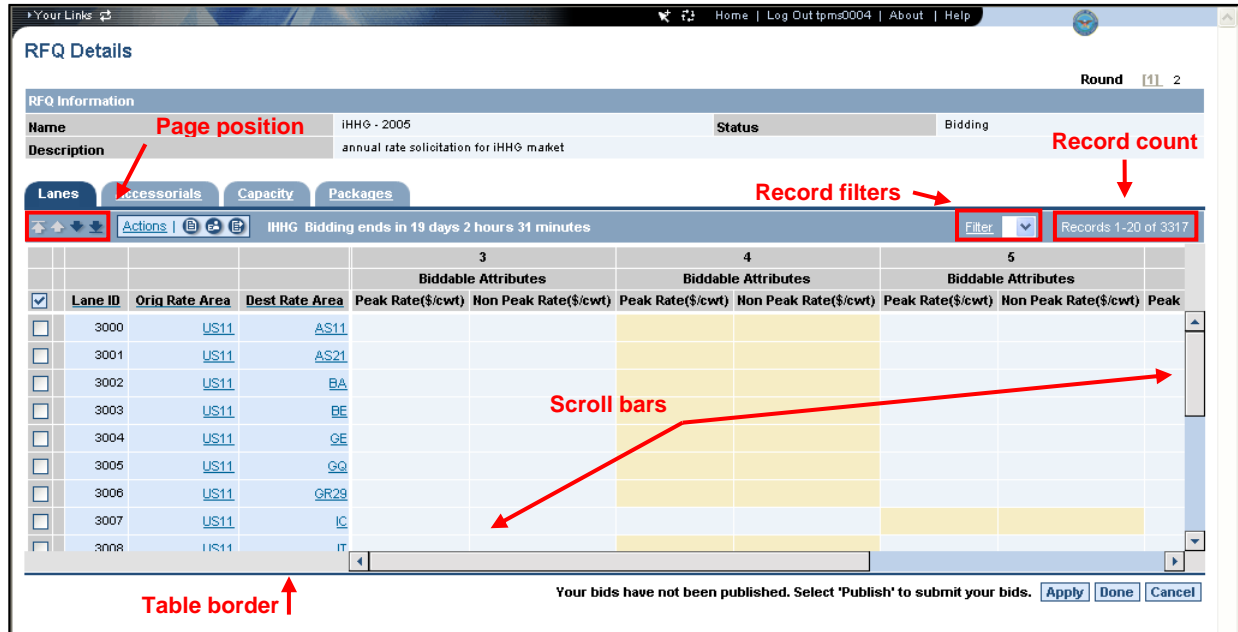 Your Links
Home | Log Out tpms0004 | About | Help
RFQ Details
Round [1] 2
RFQ Information
Name iHHG - 2005 Status Bidding
Description annual rate solicitation for iHHG market
Page position
Record count
Record filters
Lanes Accessorials Capacity Packages
Actions | IHHG Bidding ends in 19 days 2 hours 31 minutes Filter Records 1-20 of 3317
3 4 5
Biddable Attributes Biddable Attributes Biddable Attributes
Lane ID Orig Rate Area Dest Rate Area Peak Rate($/cwt) Non Peak Rate($/cwt) Peak Rate($/cwt) Non Peak Rate($/cwt) Peak Rate($/cwt) Non Peak Rate($/cwt) Peak
3000 US11 AS11
3001 US11 AS21
3002 US11 BA
3003 US11 BE
Scroll bars
3004 US11 GE
3005 US11 GQ
3006 US11 GR29
3007 US11 IC
3008 US11 IT
Your bids have not been published. Select 'Publish' to submit your bids. Apply Done Cancel
Table border